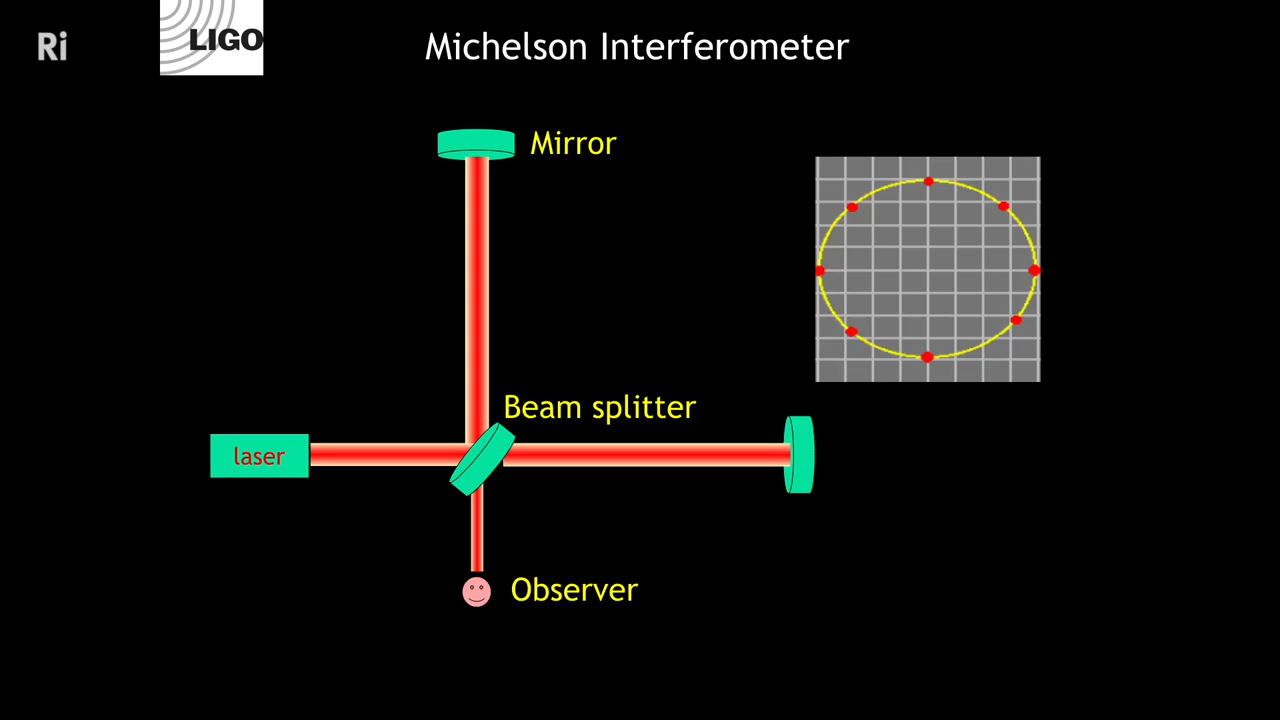 Ri
LIGO
Michelson Interferometer
Mirror
Beam splitter
laser
Observer